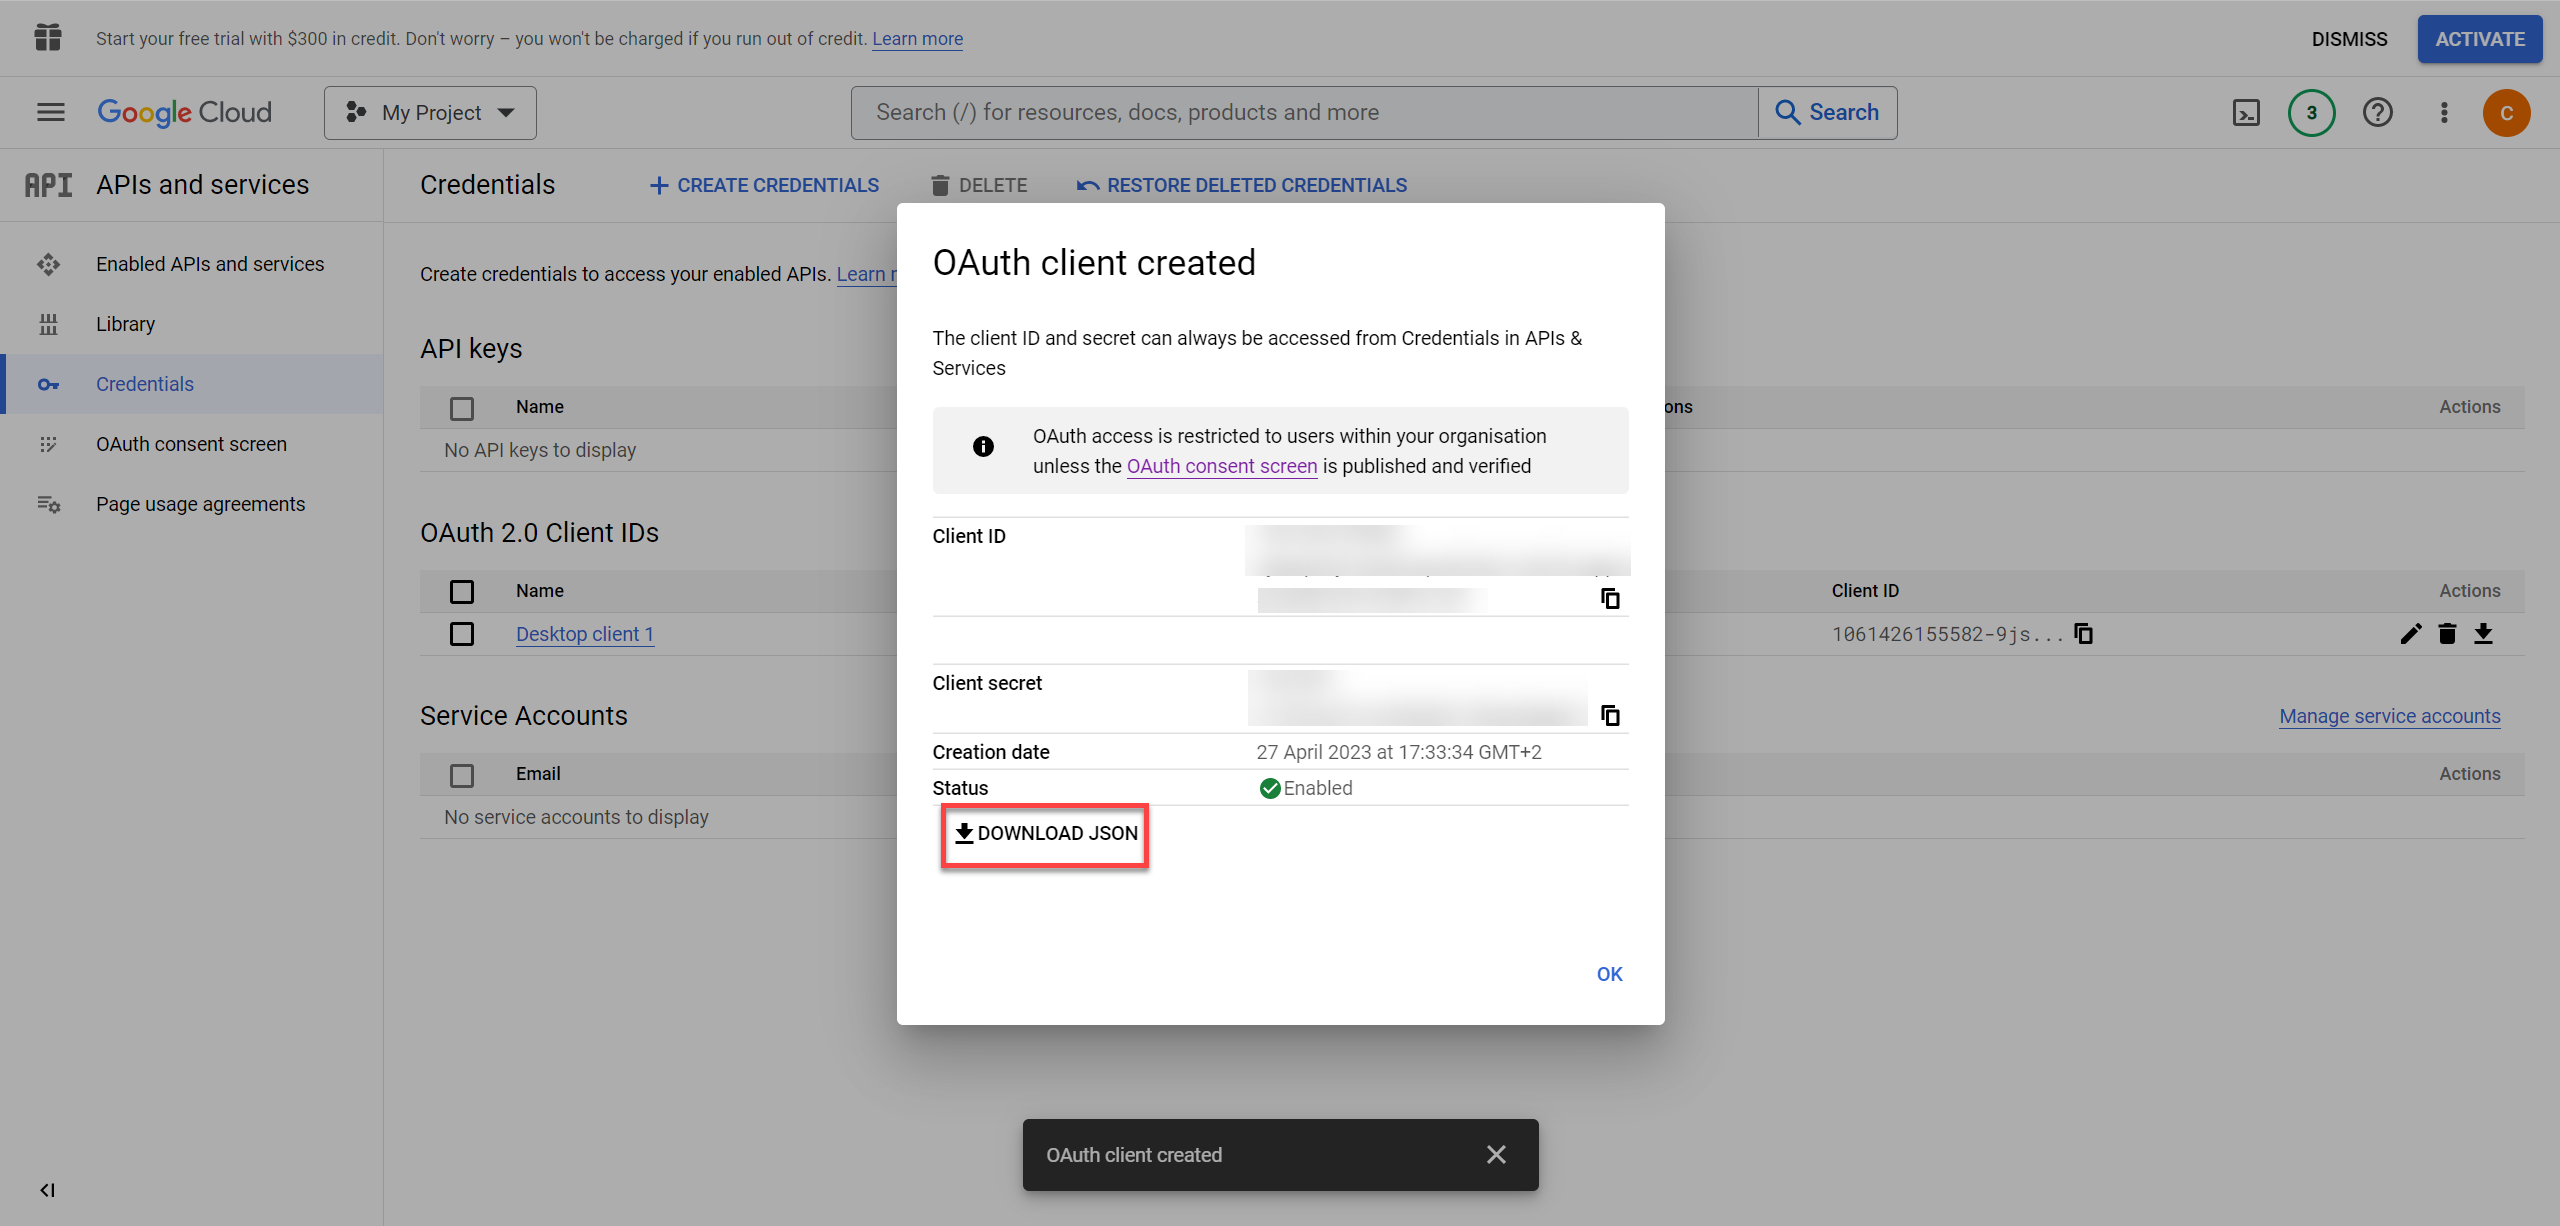 Start your free trial with $300 in credit. Don't worry – you won't be charged if you run out of credit. Learn more
DISMISS
ACTIVATE
Google Cloud
My Project
Search (/) for resources, docs, products and more
Search
3
C
API
APIs and services
Enabled APIs and services
Library
Credentials
OAuth consent screen
Page usage agreements
Credentials
CREATE CREDENTIALS
DELETE
RESTORE DELETED CREDENTIALS
Create credentials to access your enabled APIs. Learn
API keys
Name
Actions
No API keys to display
OAuth 2.0 Client IDs
Name
Client ID
Actions
Desktop client 1
1061426155582-9js...
Service Accounts
Manage service accounts
Email
Actions
No service accounts to display
OAuth client created
The client ID and secret can always be accessed from Credentials in APIs &
Services
OAuth access is restricted to users within your organisation
unless the OAuth consent screen is published and verified
Client ID
Client secret
Creation date
27 April 2023 at 17:33:34 GMT+2
Status
Enabled
DOWNLOAD JSON
OK
OAuth client created